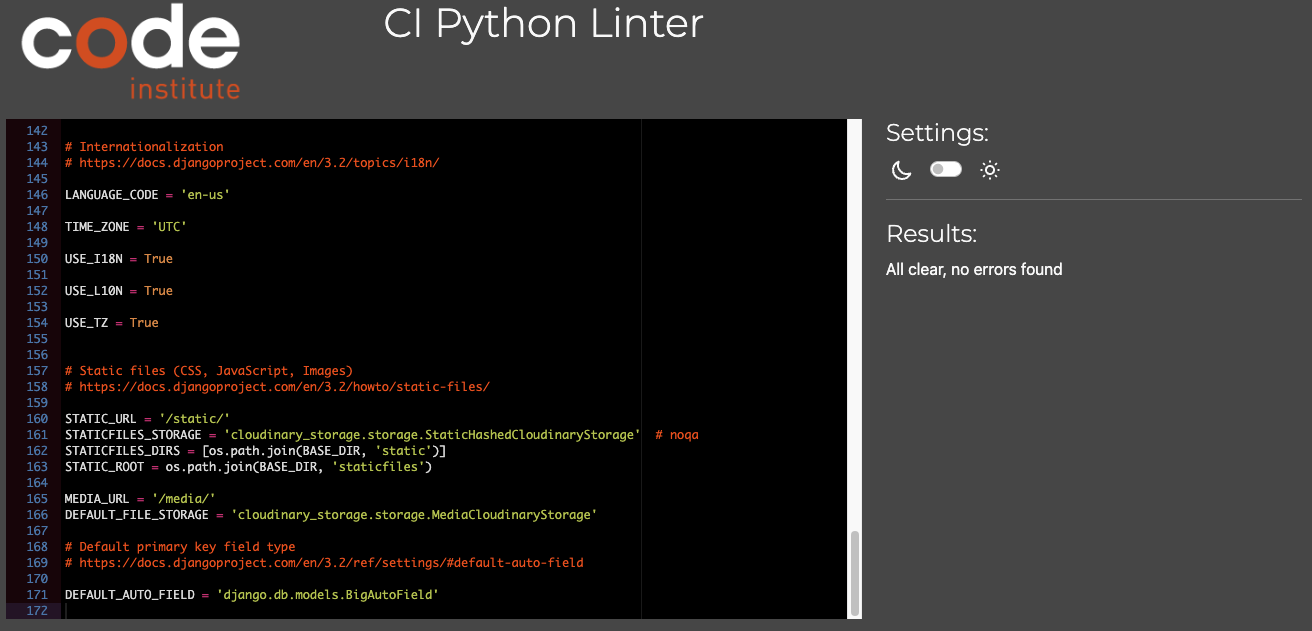 code
institute
CI Python Linter
142
143 # Internationalization
144 # https://docs.djangoproject.com/en/3.2/topics/i18n/
145
146 LANGUAGE_CODE = 'en-us'
147
148 TIME_ZONE = 'UTC'
149
150 USE_I18N = True
151
152 USE_L10N = True
153
154 USE_TZ = True
155
156
157 # Static files (CSS, JavaScript, Images)
158 # https://docs.djangoproject.com/en/3.2/howto/static-files/
159
160 STATIC_URL = '/static/'
161 STATICFILES_STORAGE = 'cloudinary_storage.storage.StaticHashedCloudinaryStorage'  # noqa
162 STATICFILES_DIRS = [os.path.join(BASE_DIR, 'static')]
163 STATIC_ROOT = os.path.join(BASE_DIR, 'staticfiles')
164
165 MEDIA_URL = '/media/'
166 DEFAULT_FILE_STORAGE = 'cloudinary_storage.storage.MediaCloudinaryStorage'
167
168 # Default primary key field type
169 # https://docs.djangoproject.com/en/3.2/ref/settings/#default-auto-field
170
171 DEFAULT_AUTO_FIELD = 'django.db.models.BigAutoField'
172
Settings:
Results:
All clear, no errors found